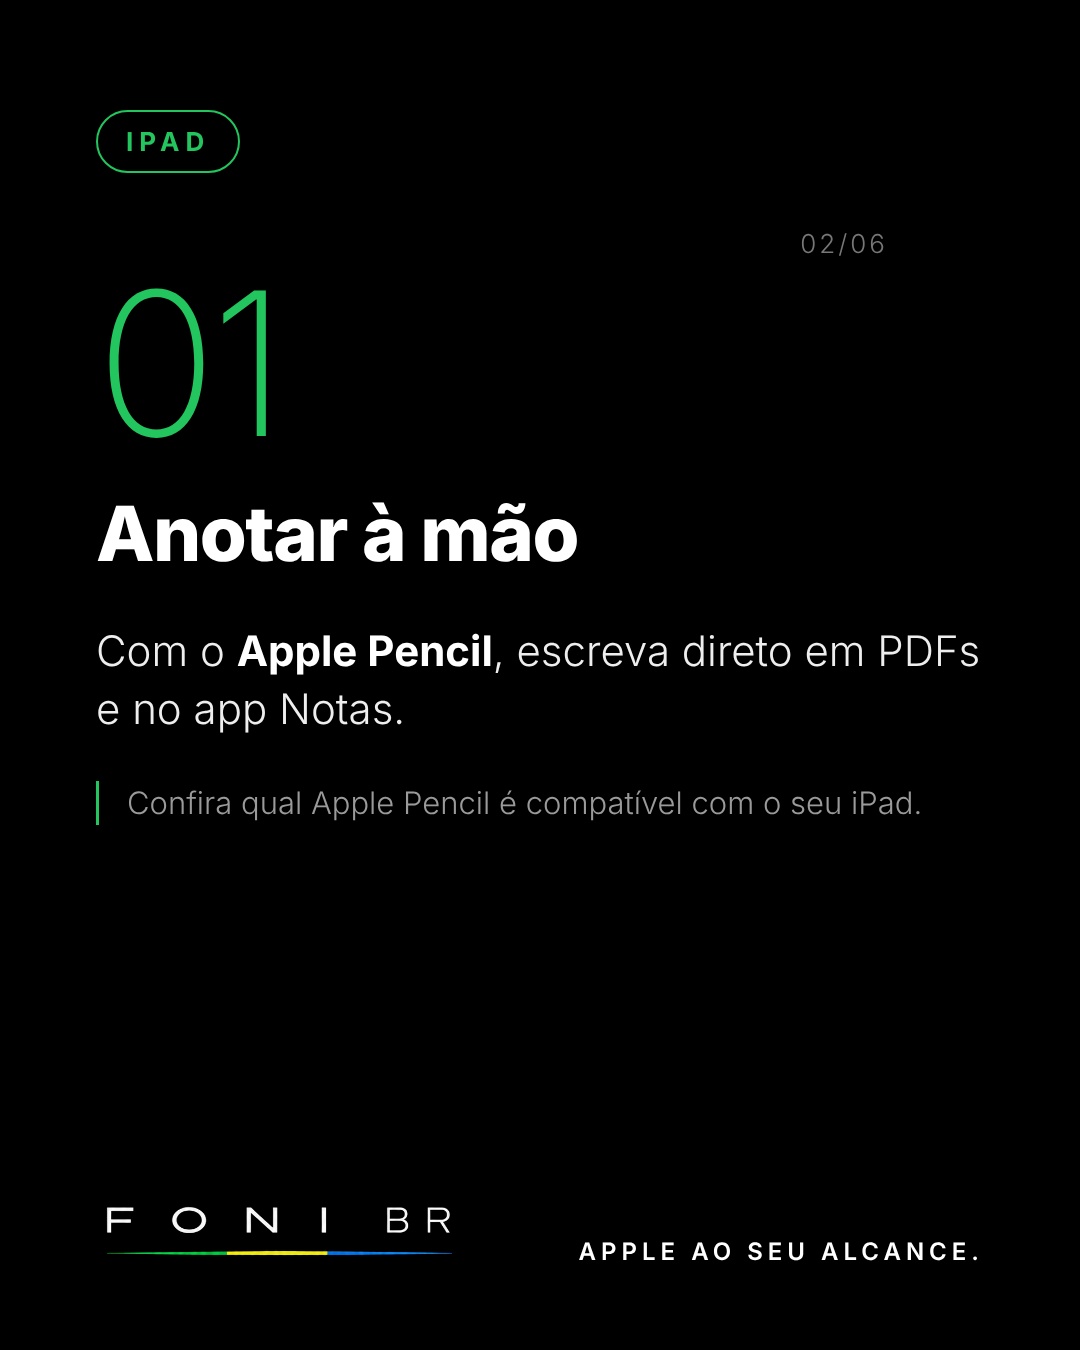 IPAD
02/06
01
Anotar à mão
Com o Apple Pencil, escreva direto em PDFs
e no app Notas.
Confira qual Apple Pencil é compatível com o seu iPad.
FONI BR
APPLE AO SEU ALCANCE.